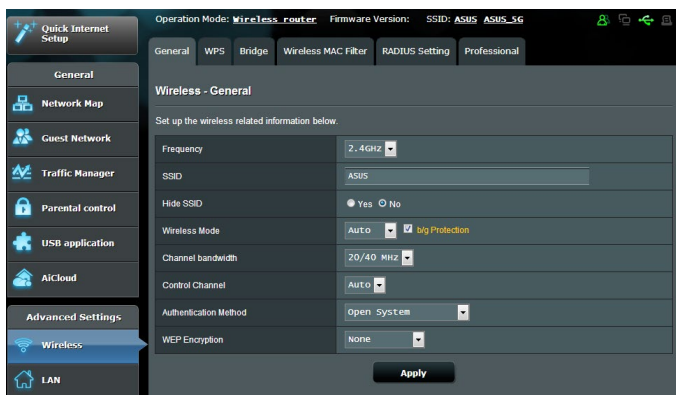 Quick Internet Setup
Operation Mode: Wireless router Firmware Version: SSID: ASUS ASUS_5G
General WPS Bridge Wireless MAC Filter RADIUS Setting Professional
General
Network Map
Guest Network
Traffic Manager
Parental control
USB application
AiCloud
Advanced Settings
Wireless
LAN
Wireless - General
Set up the wireless related information below.
Frequency 2.4GHz
SSID ASUS
Hide SSID Yes No
Wireless Mode Auto b/g Protection
Channel bandwidth 20/40 MHz
Control Channel Auto
Authentication Method Open System
WEP Encryption None
Apply